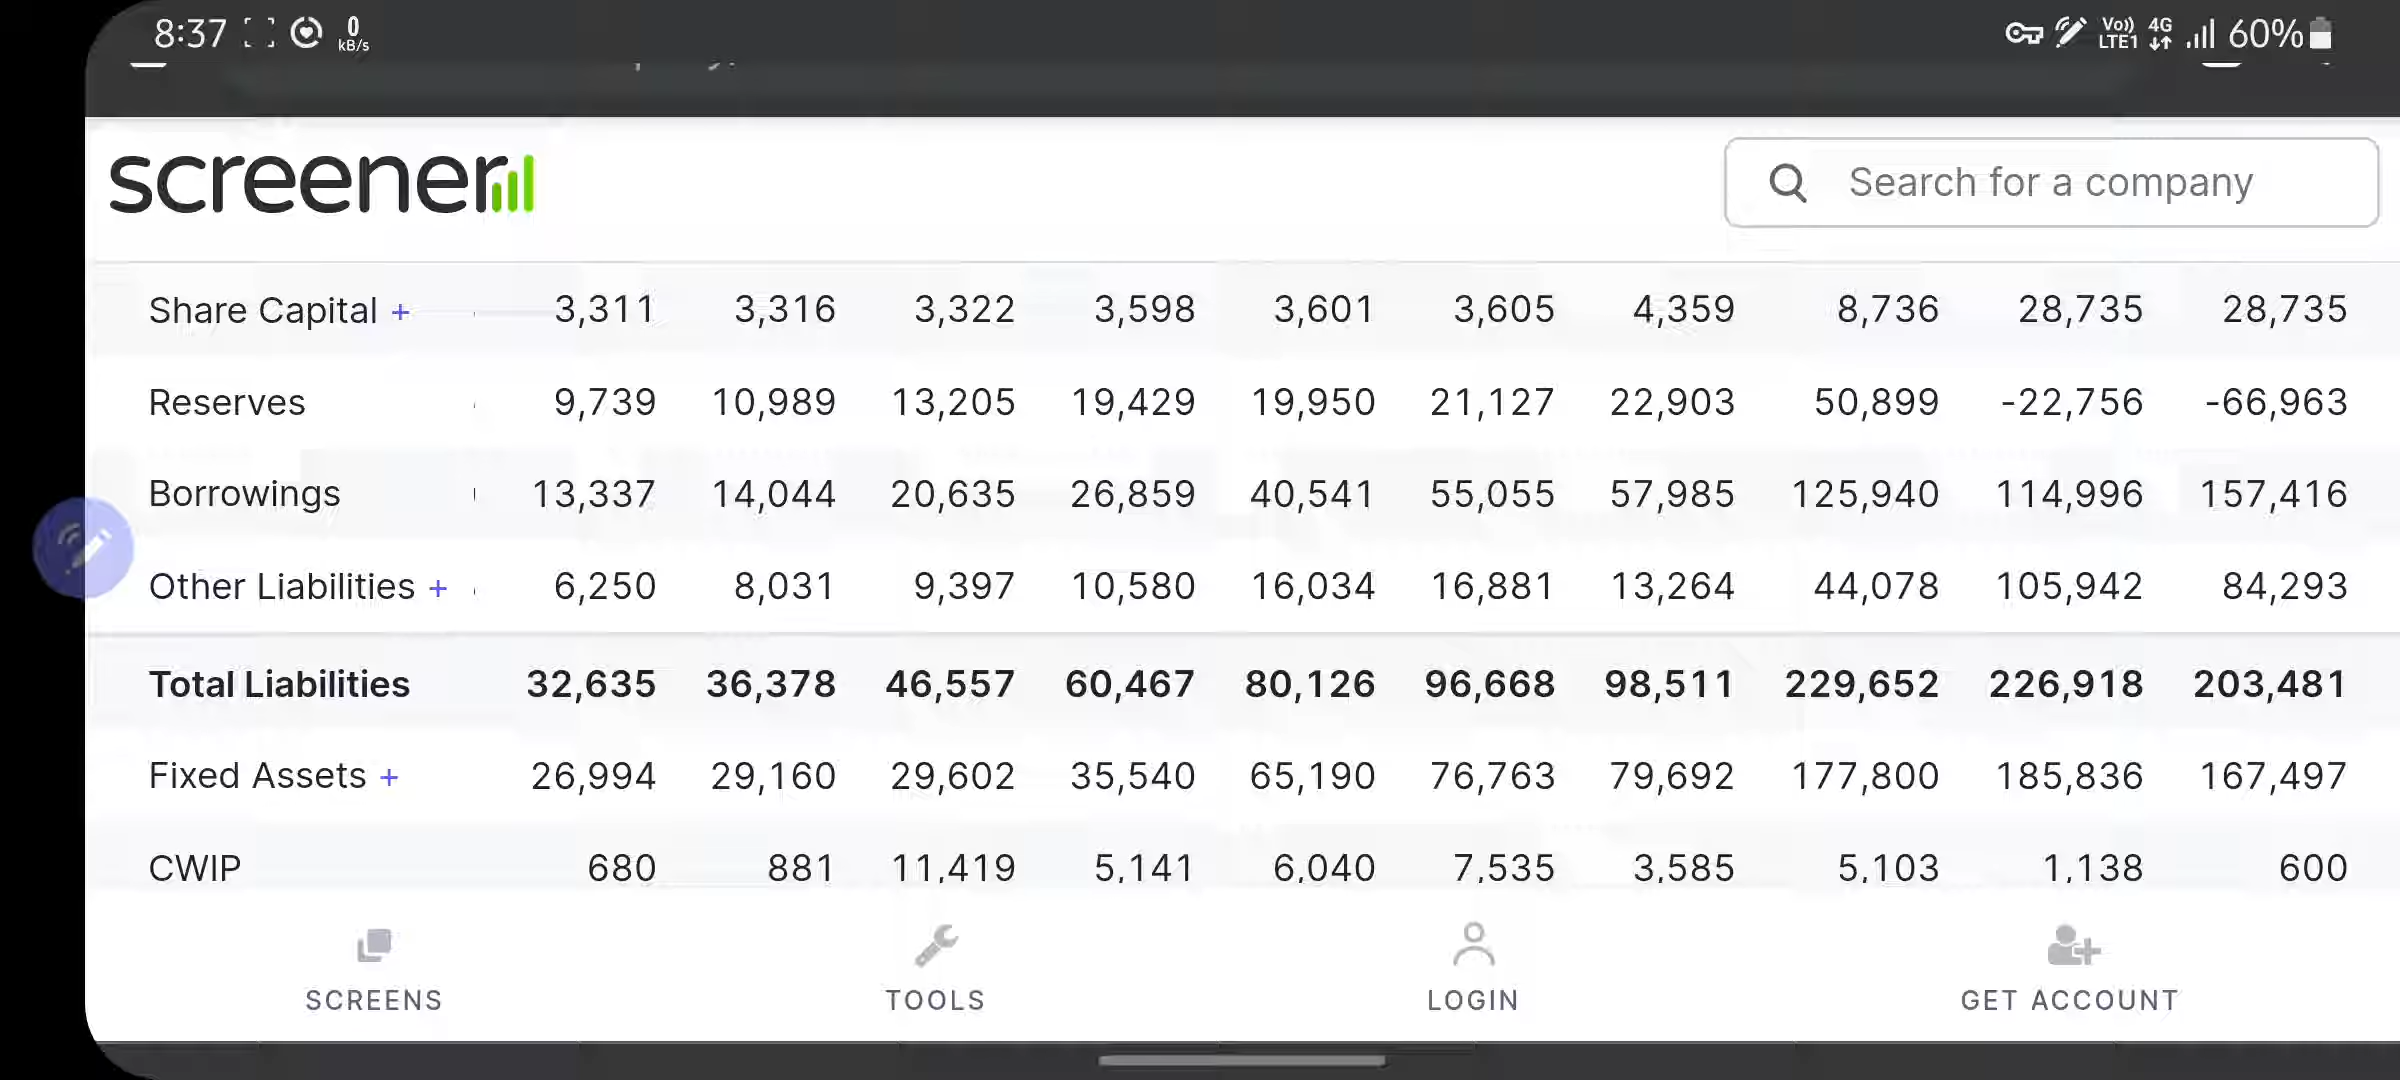 8:37 0 kB/s Vo)) LTE1 4G 60%
screener
Search for a company
Share Capital + 3,311 3,316 3,322 3,598 3,601 3,605 4,359 8,736 28,735 28,735
Reserves 9,739 10,989 13,205 19,429 19,950 21,127 22,903 50,899 -22,756 -66,963
Borrowings 13,337 14,044 20,635 26,859 40,541 55,055 57,985 125,940 114,996 157,416
Other Liabilities + 6,250 8,031 9,397 10,580 16,034 16,881 13,264 44,078 105,942 84,293
Total Liabilities 32,635 36,378 46,557 60,467 80,126 96,668 98,511 229,652 226,918 203,481
Fixed Assets + 26,994 29,160 29,602 35,540 65,190 76,763 79,692 177,800 185,836 167,497
CWIP 680 881 11,419 5,141 6,040 7,535 3,585 5,103 1,138 600
SCREENS TOOLS LOGIN GET ACCOUNT